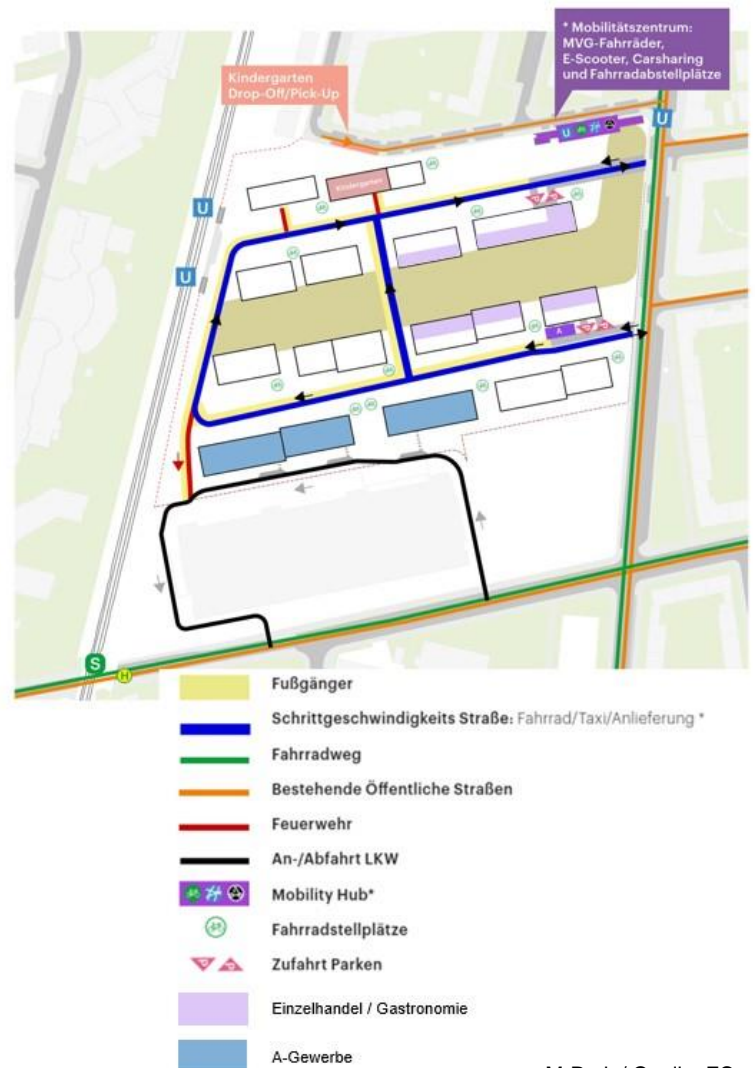 * Mobilitätszentrum:
MVG-Fahrräder,
E-Scooter, Carsharing
und Fahrradabstellplätze
Kindergarten
Drop-Off/Pick-Up
U
U
Kindergarten
U
U
A
S
H
Fußgänger
Schrittgeschwindigkeits Straße: Fahrrad/Taxi/Anlieferung *
Fahrradweg
Bestehende Öffentliche Straßen
Feuerwehr
An-/Abfahrt LKW
Mobility Hub*
Fahrradstellplätze
Zufahrt Parken
Einzelhandel / Gastronomie
A-Gewerbe